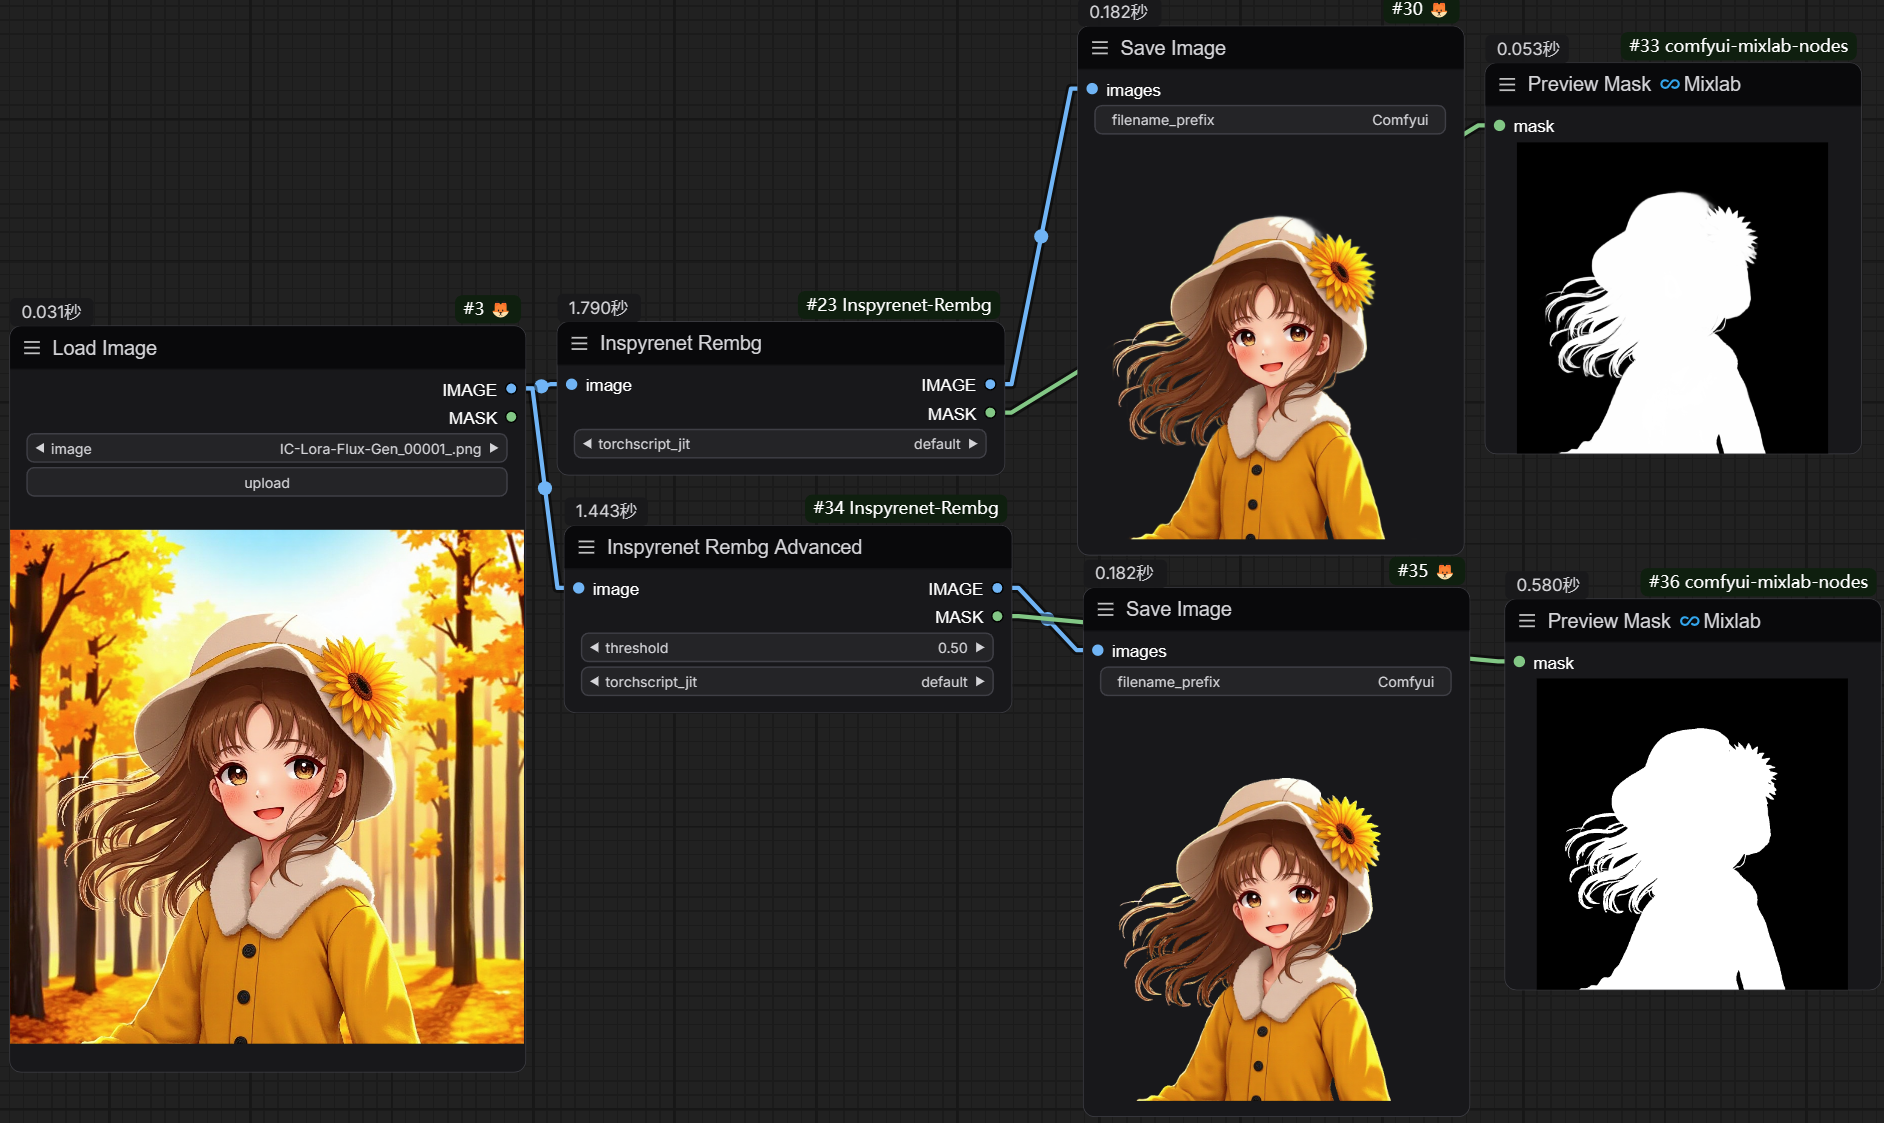 0.031秒
#3
Load Image
IMAGE
MASK
image IC-Lora-Flux-Gen_00001_.png
upload
1.790秒
#23 Inspyrenet-Rembg
Inspyrenet Rembg
image IMAGE
MASK
torchscript_jit default
1.443秒
#34 Inspyrenet-Rembg
Inspyrenet Rembg Advanced
image IMAGE
MASK
threshold 0.50
torchscript_jit default
0.182秒
#30
Save Image
images
filename_prefix Comfyui
0.053秒
#33 comfyui-mixlab-nodes
Preview Mask ∞Mixlab
mask
0.182秒
#35
Save Image
images
filename_prefix Comfyui
0.580秒
#36 comfyui-mixlab-nodes
Preview Mask ∞Mixlab
mask